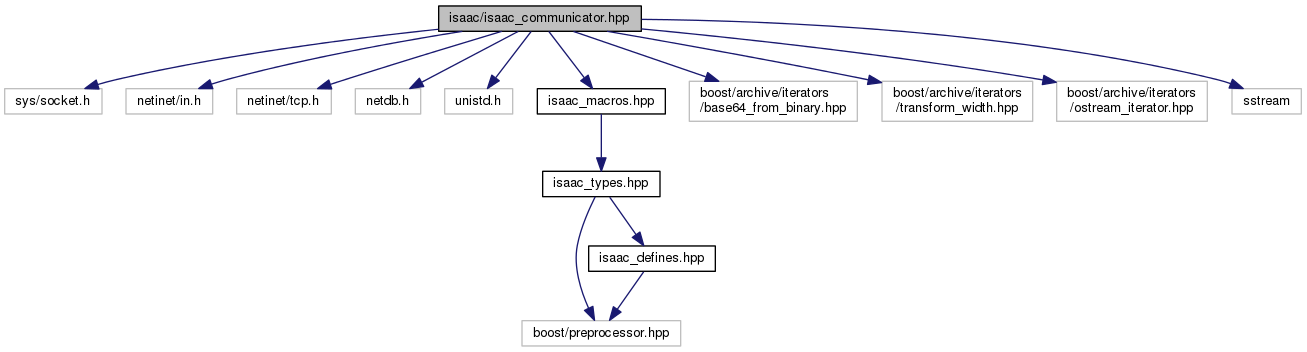 isaac/isaac_communicator.hpp
sys/socket.h
netinet/in.h
netinet/tcp.h
netdb.h
unistd.h
isaac_macros.hpp
boost/archive/iterators
/base64_from_binary.hpp
boost/archive/iterators
/transform_width.hpp
boost/archive/iterators
/ostream_iterator.hpp
sstream
isaac_types.hpp
isaac_defines.hpp
boost/preprocessor.hpp